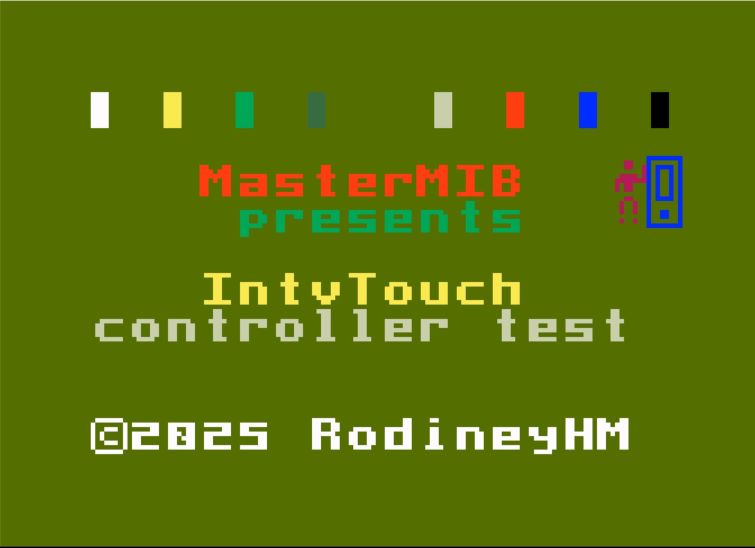 MasterMIB
presents
IntvTouch
controller test
©2025 RodineyHM